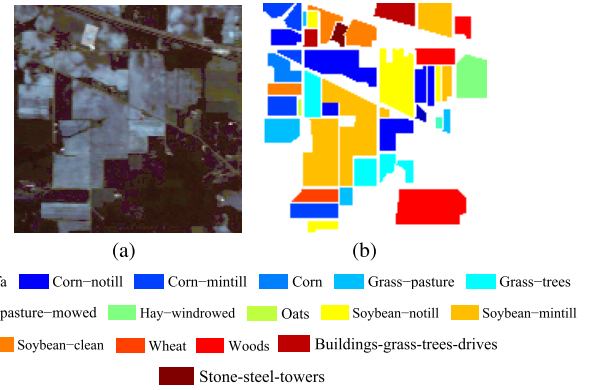 (a) (b)
fa Corn−notill Corn−mintill Corn Grass−pasture Grass−trees
pasture−mowed Hay−windrowed Oats Soybean−notill Soybean−mintill
Soybean−clean Wheat Woods Buildings-grass-trees-drives
Stone-steel-towers